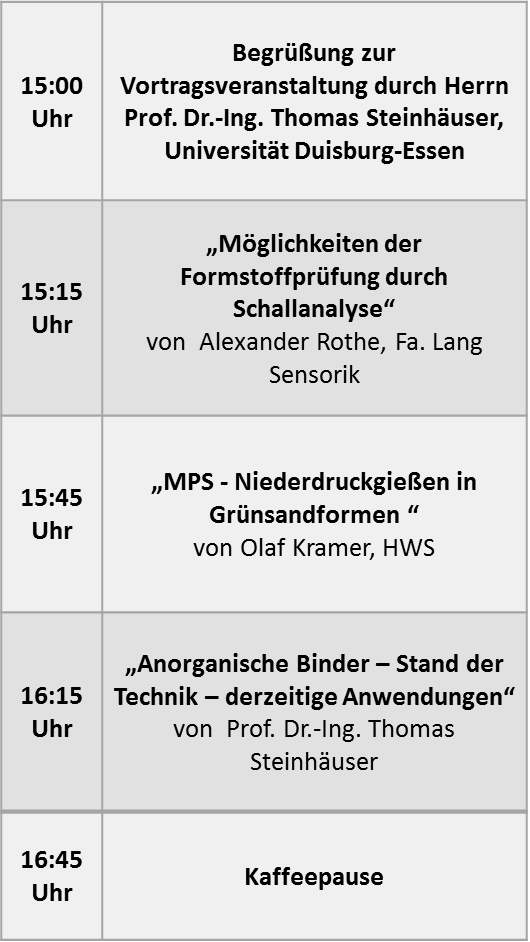 15:00
Uhr
Begrüßung zur
Vortragsveranstaltung durch Herrn
Prof. Dr.-Ing. Thomas Steinhäuser,
Universität Duisburg-Essen
15:15
Uhr
„Möglichkeiten der
Formstoffprüfung durch
Schallanalyse“
von  Alexander Rothe, Fa. Lang
Sensorik
15:45
Uhr
„MPS - Niederdruckgießen in
Grünsandformen “
von Olaf Kramer, HWS
16:15
Uhr
„Anorganische Binder – Stand der
Technik – derzeitige Anwendungen“
von  Prof. Dr.-Ing. Thomas
Steinhäuser
16:45
Uhr
Kaffeepause